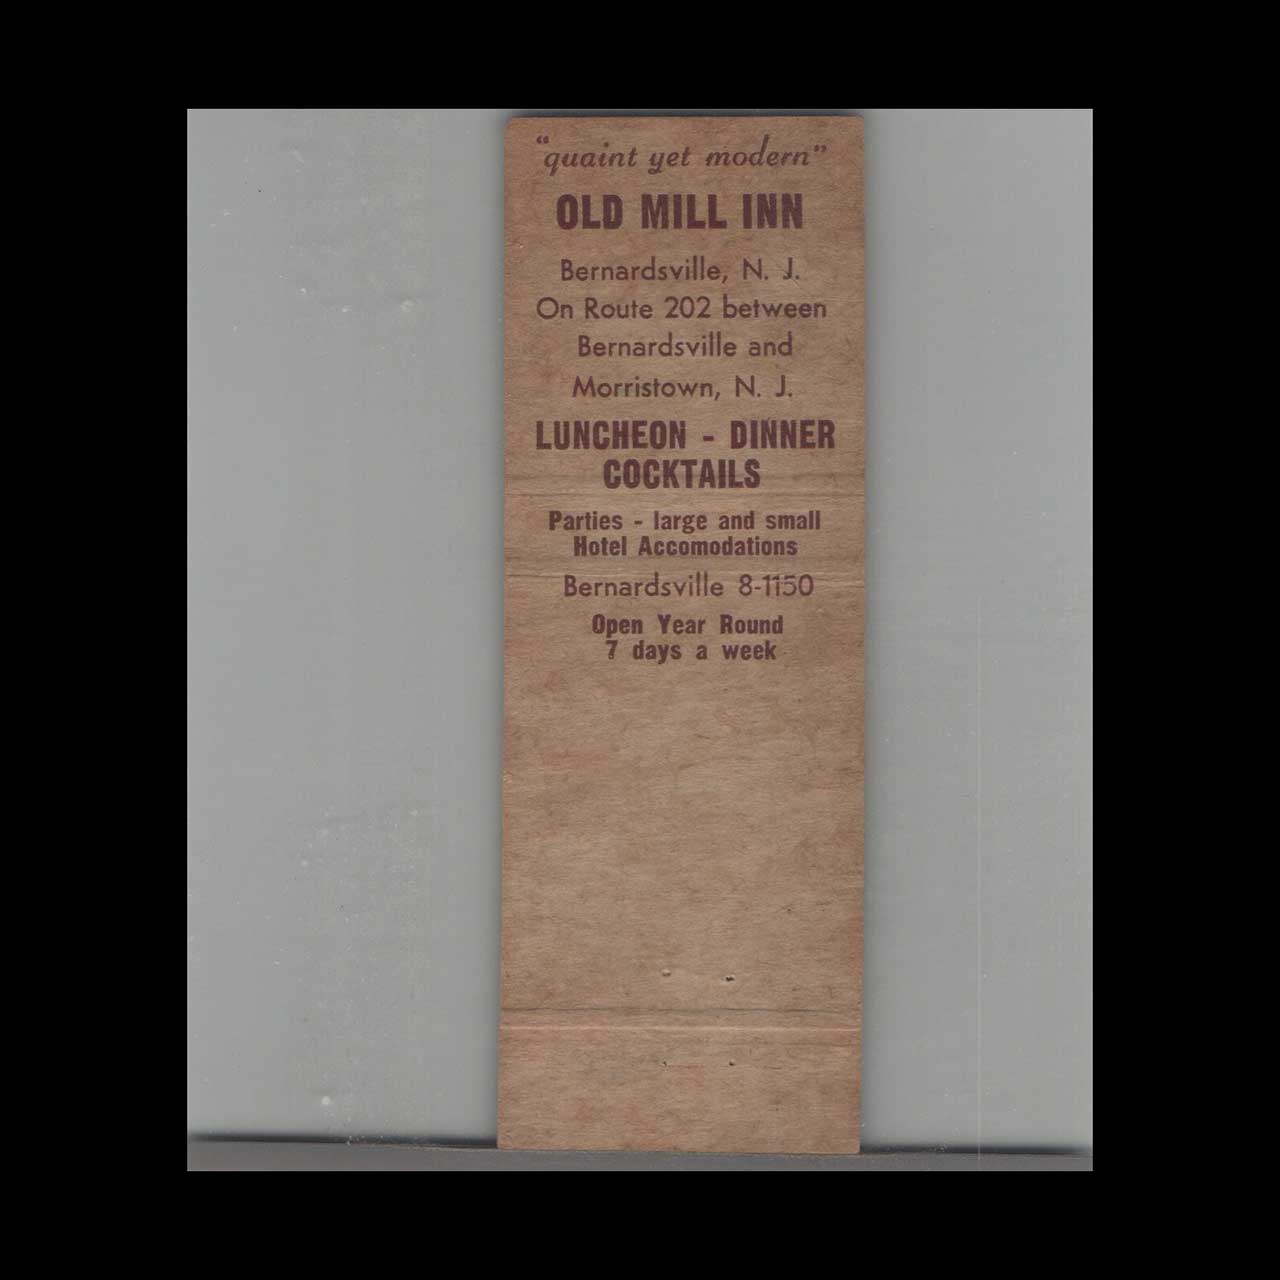 "quaint yet modern"
OLD MILL INN
Bernardsville, N. J.
On Route 202 between
Bernardsville and
Morristown, N. J.
LUNCHEON - DINNER
COCKTAILS
Parties - large and small
Hotel Accomodations
Bernardsville 8-1150
Open Year Round
7 days a week